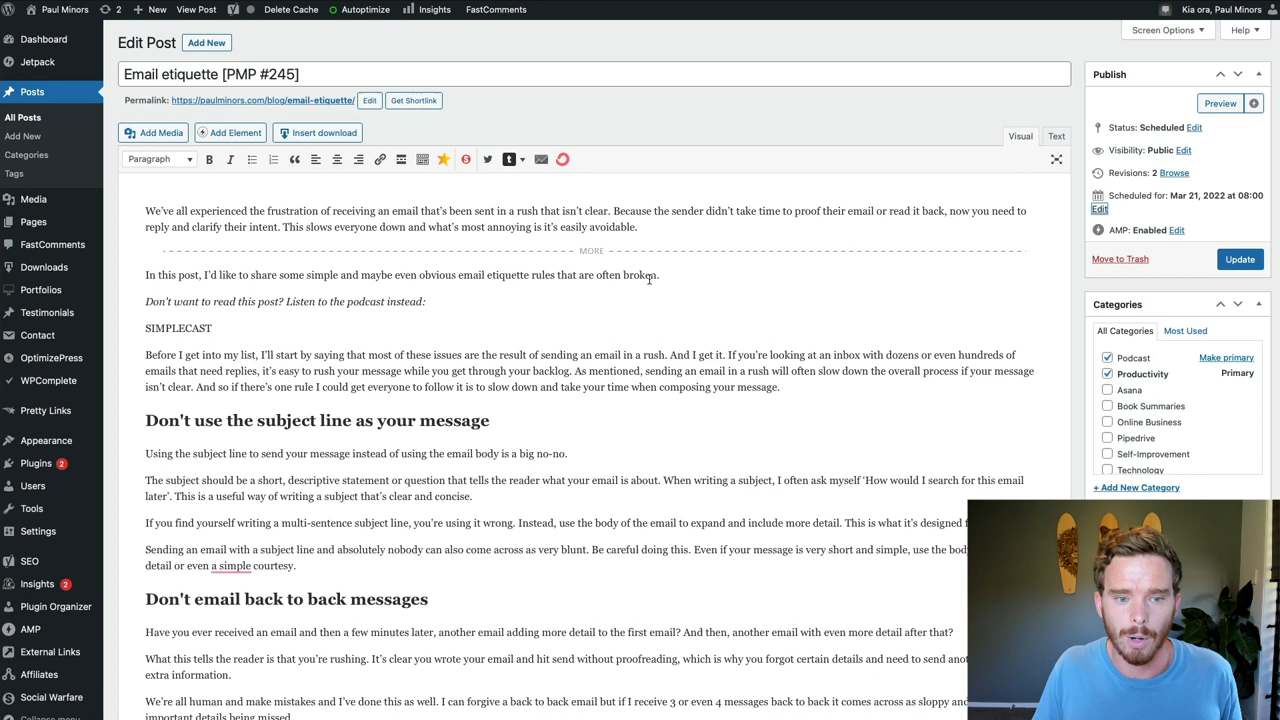 Paul Minors 2 0 + New View Post Delete Cache Autoptimize Insights FastComments Kia ora, Paul Minors
Screen Options Help
Dashboard
Jetpack
Posts
All Posts
Add New
Categories
Tags
Media
Pages
FastComments
Downloads
Portfolios
Testimonials
Contact
OptimizePress
WPComplete
Pretty Links
Appearance
Plugins 2
Users
Tools
Settings
SEO
Insights 2
Plugin Organizer
AMP
External Links
Affiliates
Social Warfare
Collapse menu
Edit Post Add New
Email etiquette [PMP #245]
Permalink: https://paulminors.com/blog/email-etiquette/ Edit Get Shortlink
Add Media Add Element Insert download
Visual Text
Paragraph B I
We've all experienced the frustration of receiving an email that's been sent in a rush that isn't clear. Because the sender didn't take time to proof their email or read it back, now you need to
reply and clarify their intent. This slows everyone down and what's most annoying is it's easily avoidable.
MORE
In this post, I'd like to share some simple and maybe even obvious email etiquette rules that are often broken.
Don't want to read this post? Listen to the podcast instead:
SIMPLECAST
Before I get into my list, I'll start by saying that most of these issues are the result of sending an email in a rush. And I get it. If you're looking at an inbox with dozens or even hundreds of
emails that need replies, it's easy to rush your message while you get through your backlog. As mentioned, sending an email in a rush will often slow down the overall process if your message
isn't clear. And so if there's one rule I could get everyone to follow it is to slow down and take your time when composing your message.
Don't use the subject line as your message
Using the subject line to send your message instead of using the email body is a big no-no.
The subject should be a short, descriptive statement or question that tells the reader what your email is about. When writing a subject, I often ask myself 'How would I search for this email
later'. This is a useful way of writing a subject that's clear and concise.
If you find yourself writing a multi-sentence subject line, you're using it wrong. Instead, use the body of the email to expand and include more detail. This is what it's designed
Sending an email with a subject line and absolutely nobody can also come across as very blunt. Be careful doing this. Even if your message is very short and simple, use the
detail or even a simple courtesy.
Don't email back to back messages
Have you ever received an email and then a few minutes later, another email adding more detail to the first email? And then, another email with even more detail after that?
What this tells the reader is that you're rushing. It's clear you wrote your email and hit send without proofreading, which is why you forgot certain details and need to send
extra information.
We're all human and make mistakes and I've done this as well. I can forgive a back to back email but if I receive 3 or even 4 messages back to back it comes across as sloppy and
important details being missed
Publish
Preview
Status: Scheduled Edit
Visibility: Public Edit
Revisions: 2 Browse
Scheduled for: Mar 21, 2022 at 08:00
Edit
AMP: Enabled Edit
Move to Trash Update
Categories
All Categories Most Used
Podcast Make primary
Productivity Primary
Asana
Book Summaries
Online Business
Pipedrive
Self-Improvement
Technology
+ Add New Category